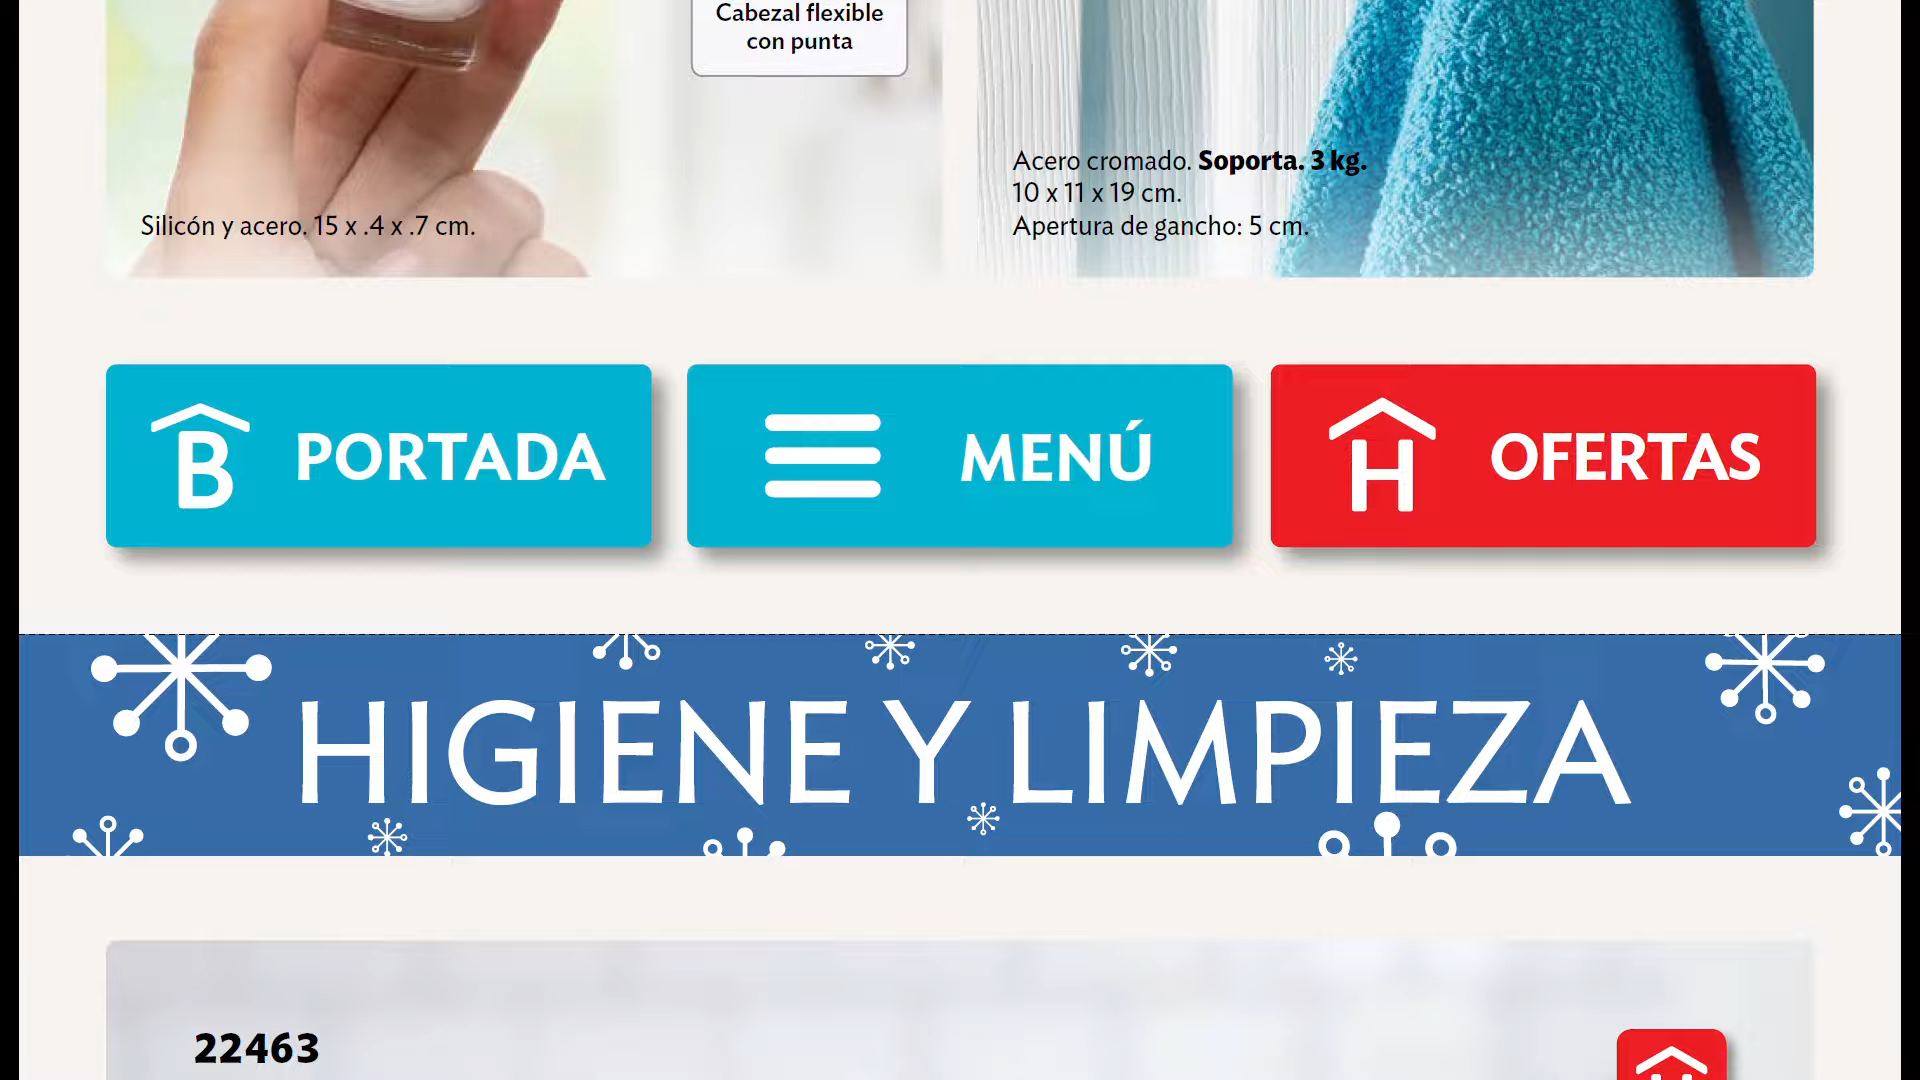 Cabezal flexible
con punta
Silicón y acero. 15 x .4 x .7 cm.
Acero cromado. Soporta. 3 kg.
10 x 11 x 19 cm.
Apertura de gancho: 5 cm.
B PORTADA
MENÚ
H OFERTAS
HIGIENE Y LIMPIEZA
22463